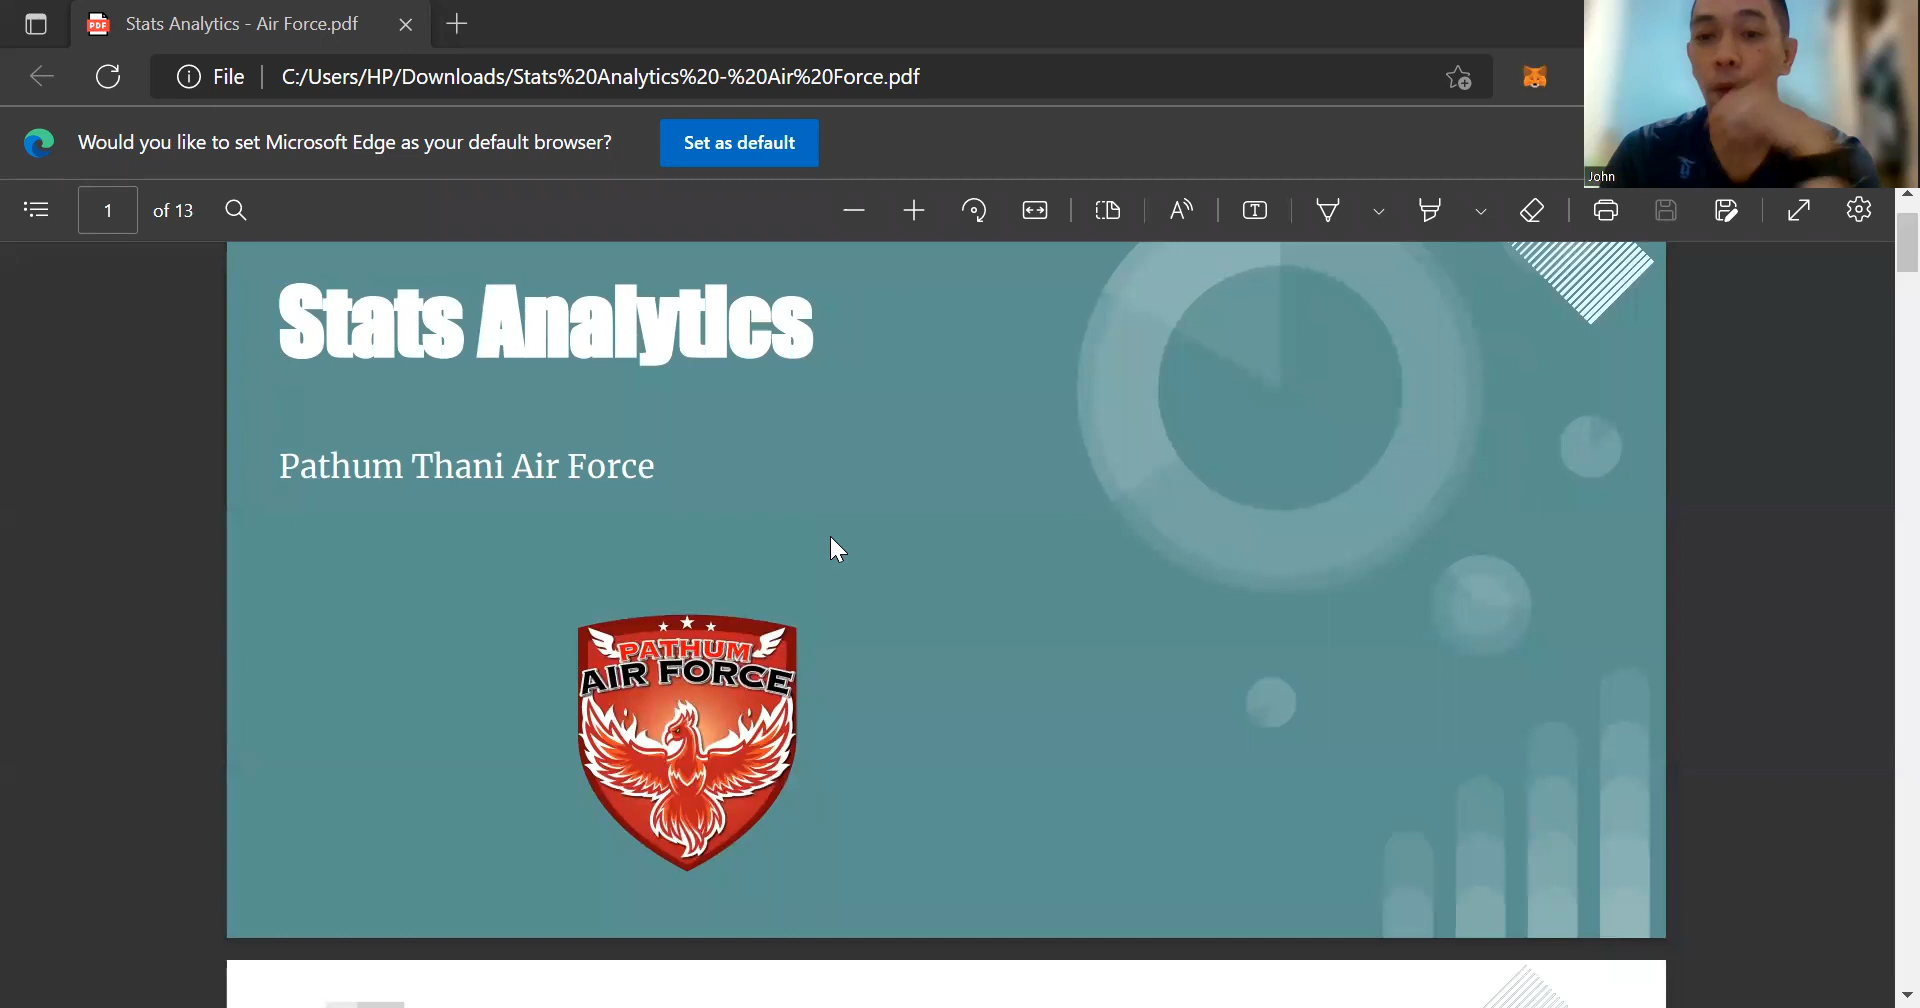 Stats Analytics - Air Force.pdf
File
C:/Users/HP/Downloads/Stats%20Analytics%20-%20Air%20Force.pdf
Would you like to set Microsoft Edge as your default browser?
Set as default
John
1
of 13
Stats Analytics
Pathum Thani Air Force
PATHUM
AIR FORCE